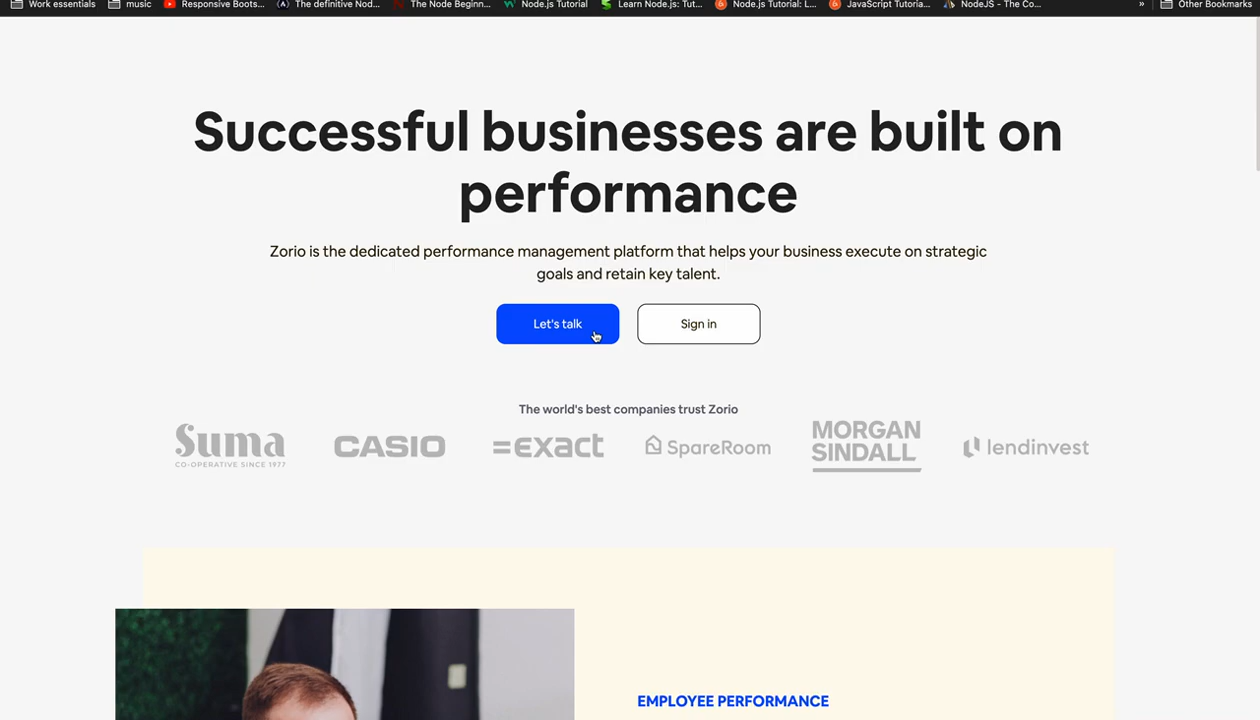 Work essentials
music
Responsive Boots...
The definitive Nod...
The Node Beginn...
Node.js Tutorial
Learn Node.js: Tut...
Node.js Tutorial: L...
JavaScript Tutoria...
NodeJS - The Co...
»
Other Bookmarks
Successful businesses are built on
performance
Zorio is the dedicated performance management platform that helps your business execute on strategic
goals and retain key talent.
Let's talk
Sign in
The world's best companies trust Zorio
Suma
CO-OPERATIVE SINCE 1977
CASIO
=exact
SpareRoom
MORGAN
SINDALL
lendinvest
EMPLOYEE PERFORMANCE